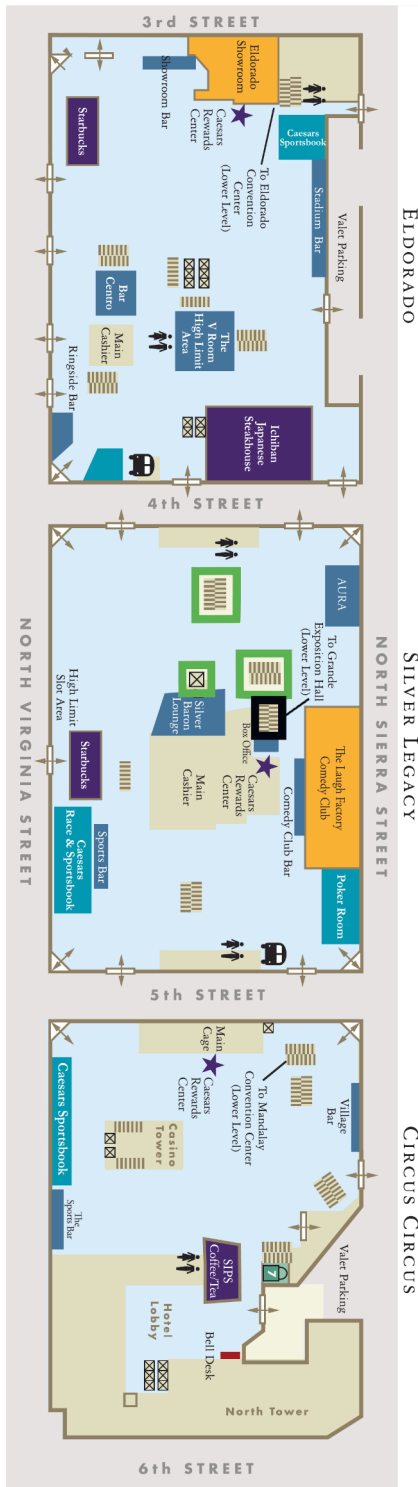 3rd STREET
ELDORADO
Eldorado
Showroom
Showroom Bar
Caesars
Rewards
Center
To Eldorado
Convention
Center
(Lower Level)
Caesars
Sportsbook
Stadium Bar
Valet Parking
Starbucks
Bar
Centro
Main
Cashier
The
V Room
High Limit
Area
Ringside Bar
Ichiban
Japanese
Steakhouse
4th STREET
NORTH VIRGINIA STREET
NORTH SIERRA STREET
SILVER LEGACY
AURA
To Grande
Exposition Hall
(Lower Level)
Silver
Baron
Lounge
Box Office
High Limit
Slot Area
Starbucks
Main
Cashier
Caesars
Rewards
Center
Comedy Club Bar
The Laugh Factory
Comedy Club
Caesars
Race & Sportsbook
Sports Bar
Poker Room
5th STREET
CIRCUS CIRCUS
Main
Cage
Caesars
Rewards
Center
To Mandalay
Convention Center
(Lower Level)
Village
Bar
Caesars Sportsbook
Casino
Tower
The
Sports Bar
SIPS
Coffee/Tea
7
Valet Parking
Hotel
Lobby
Bell Desk
North Tower
6th STREET